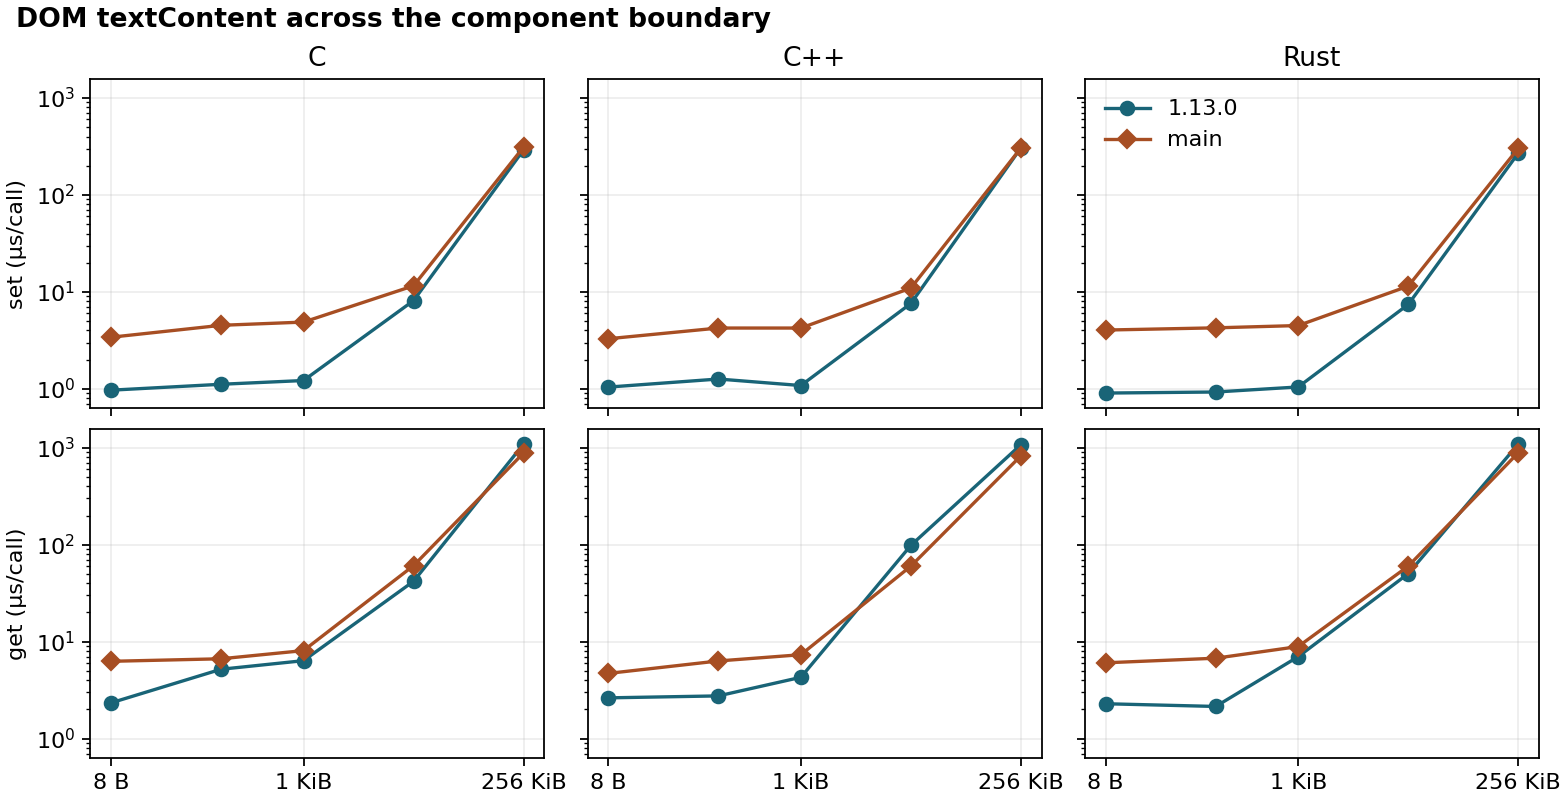 DOM textContent across the component boundary
C
C++
Rust
10³
10²
10¹
10⁰
set (µs/call)
1.13.0
main
10³
10²
10¹
10⁰
get (µs/call)
8 B
1 KiB
256 KiB
8 B
1 KiB
256 KiB
8 B
1 KiB
256 KiB